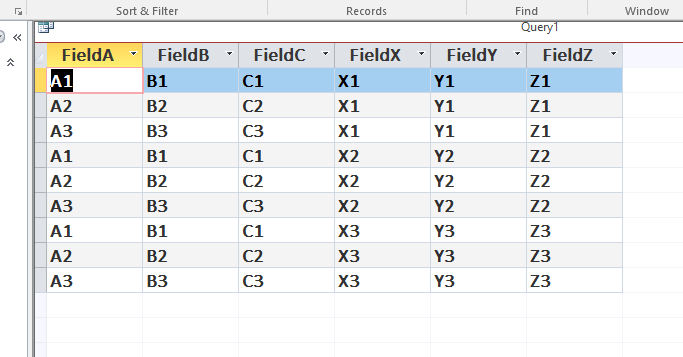 Sort & Filter Records Find Window
Query1
FieldA FieldB FieldC FieldX FieldY FieldZ
A1 B1 C1 X1 Y1 Z1
A2 B2 C2 X1 Y1 Z1
A3 B3 C3 X1 Y1 Z1
A1 B1 C1 X2 Y2 Z2
A2 B2 C2 X2 Y2 Z2
A3 B3 C3 X2 Y2 Z2
A1 B1 C1 X3 Y3 Z3
A2 B2 C2 X3 Y3 Z3
A3 B3 C3 X3 Y3 Z3